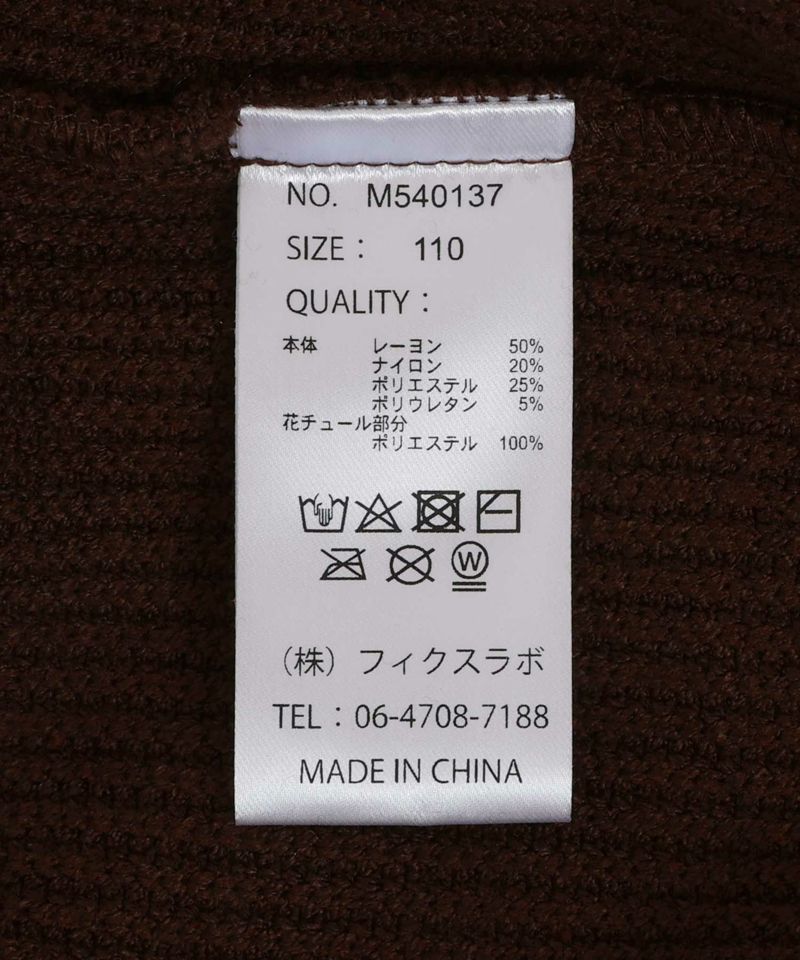 NO. M540137
SIZE： 110
QUALITY：
本体 レーヨン 50%
ナイロン 20%
ポリエステル 25%
ポリウレタン 5%
花チュール部分
ポリエステル 100%
W
（株）フィクスラボ
TEL：06-4708-7188
MADE IN CHINA